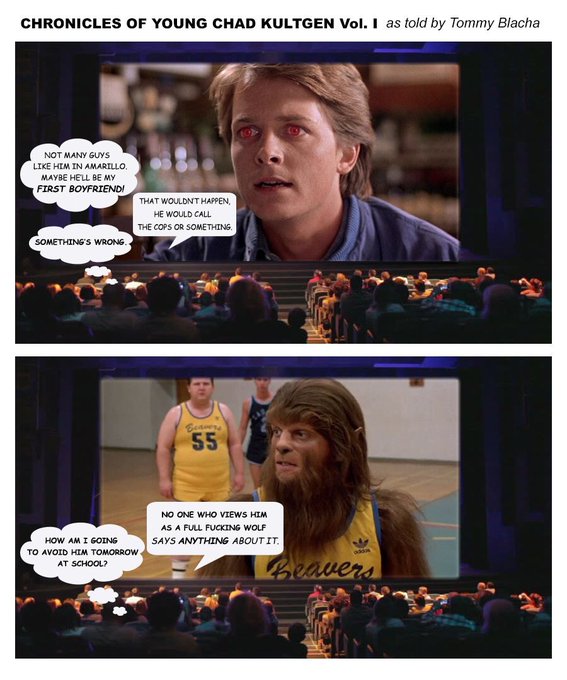 CHRONICLES OF YOUNG CHAD KULTGEN Vol. I as told by Tommy Blacha
NOT MANY GUYS
LIKE HIM IN AMARILLO.
MAYBE HE'LL BE MY
FIRST BOYFRIEND!
THAT WOULDN'T HAPPEN,
HE WOULD CALL
THE COPS OR SOMETHING.
SOMETHING'S WRONG.
Beavers
55
NO ONE WHO VIEWS HIM
AS A FULL FUCKING WOLF
SAYS ANYTHING ABOUT IT.
HOW AM I GOING
TO AVOID HIM TOMORROW
AT SCHOOL?
adidas
Beavers